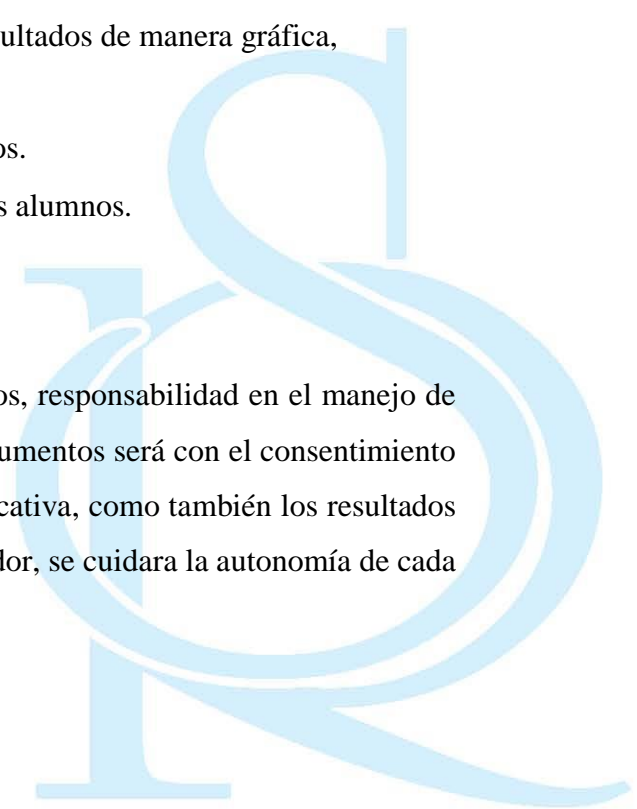 ultados de manera gráfica,
os.
s alumnos.
os, responsabilidad en el manejo de
umentos será con el consentimiento
cativa, como también los resultados
dor, se cuidara la autonomía de cada